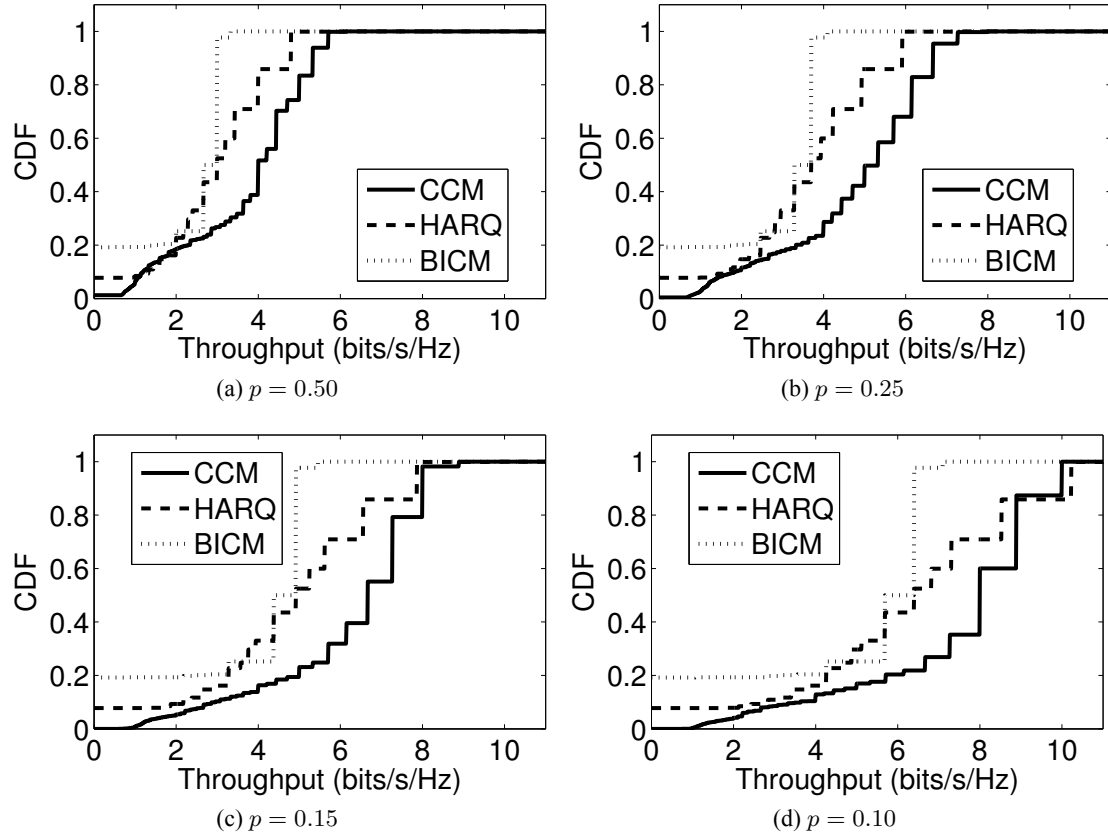 1
0.8
0.6
0.4
0.2
0
CDF
CCM
HARQ
BICM
0 2 4 6 8 10
Throughput (bits/s/Hz)
(a) p = 0.50
1
0.8
0.6
0.4
0.2
0
CDF
CCM
HARQ
BICM
0 2 4 6 8 10
Throughput (bits/s/Hz)
(b) p = 0.25
1
0.8
0.6
0.4
0.2
0
CDF
CCM
HARQ
BICM
0 2 4 6 8 10
Throughput (bits/s/Hz)
(c) p = 0.15
1
0.8
0.6
0.4
0.2
0
CDF
CCM
HARQ
BICM
0 2 4 6 8 10
Throughput (bits/s/Hz)
(d) p = 0.10